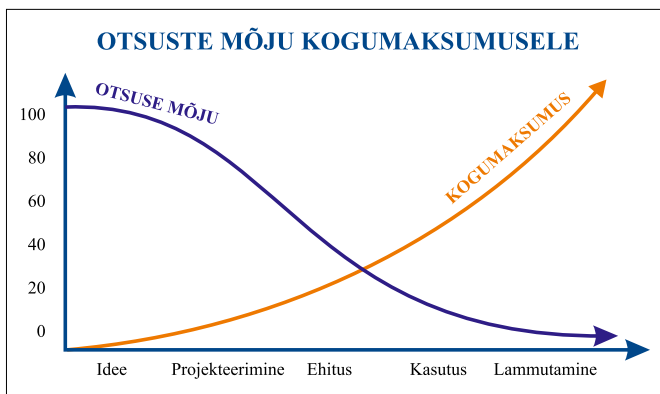 OTSUSTE MÕJU KOGUMAKSUMUSELE
OTSUSE MÕJU
KOGUMAKSUMUS
100
80
60
40
20
0
Idee Projekteerimine Ehitus Kasutus Lammutamine